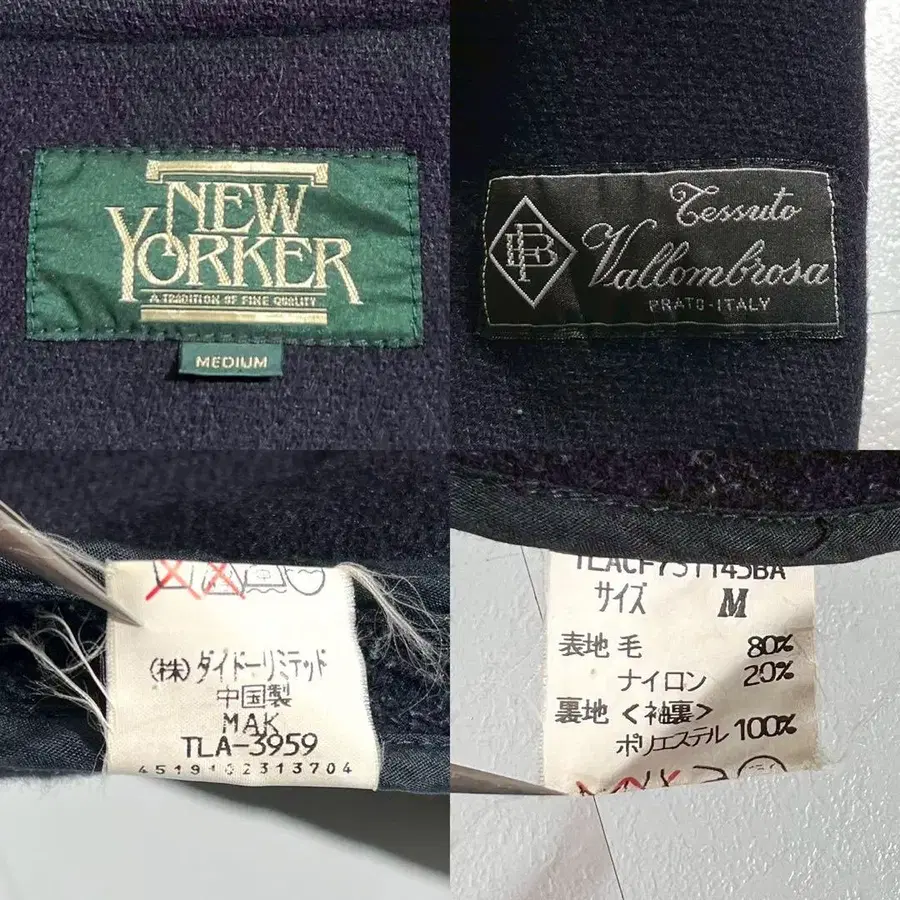 NEW
YORKER
A TRADITION OF FINE QUALITY
MEDIUM
Tessuto
Vallombrosa
PRATO-ITALY
(株)ダイドーリミテッド
中国製
MAK
TLA-3959
4519102313704
サイズ M
表地 毛 80%
ナイロン 20%
裏地 <袖裏>
ポリエステル 100%